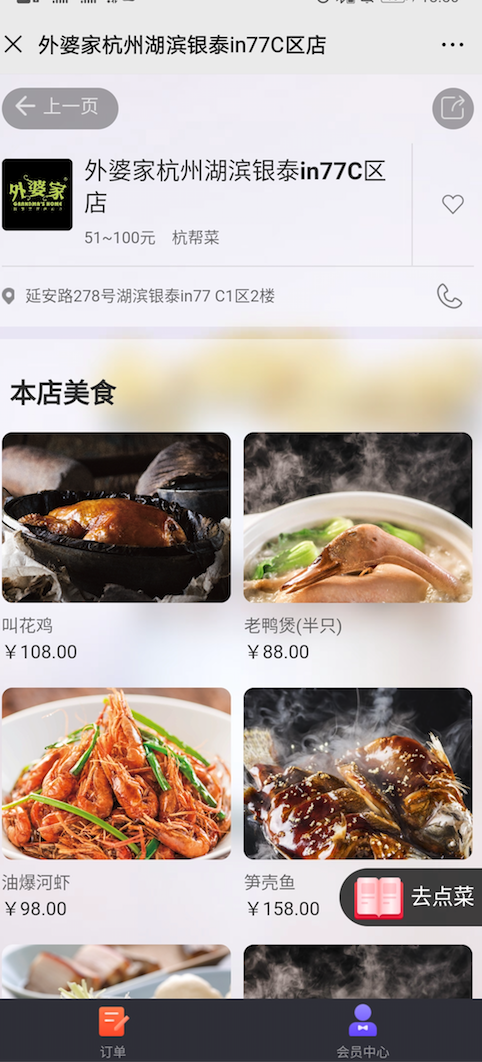 外婆家杭州湖滨银泰in77C区店
上一页
外婆家
GRANDMA'S HOME
外婆家杭州湖滨银泰in77C区
店
51~100元 杭帮菜
延安路278号湖滨银泰in77 C1区2楼
本店美食
叫花鸡
￥108.00
老鸭煲(半只)
￥88.00
油爆河虾
￥98.00
笋壳鱼
￥158.00
去点菜
订单
会员中心